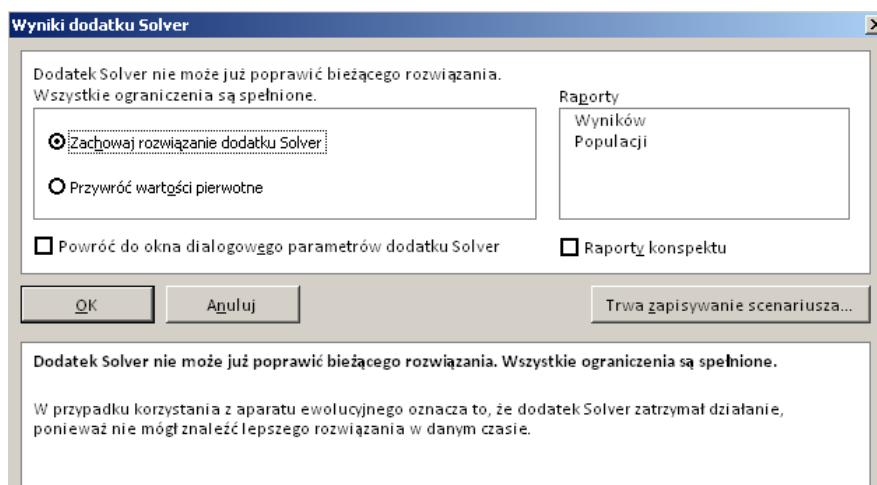 Wyniki dodatku Solver
Dodatek Solver nie może już poprawić bieżącego rozwiązania.
Wszystkie ograniczenia są spełnione.
Zachowaj rozwiązanie dodatku Solver
Przywróć wartości pierwotne
Raporty
Wyników
Populacji
Powróć do okna dialogowego parametrów dodatku Solver
Raporty konspektu
OK
Anuluj
Trwa zapisywanie scenariusza...
Dodatek Solver nie może już poprawić bieżącego rozwiązania. Wszystkie ograniczenia są spełnione.
W przypadku korzystania z aparatu ewolucyjnego oznacza to, że dodatek Solver zatrzymał działanie,
ponieważ nie mógł znaleźć lepszego rozwiązania w danym czasie.